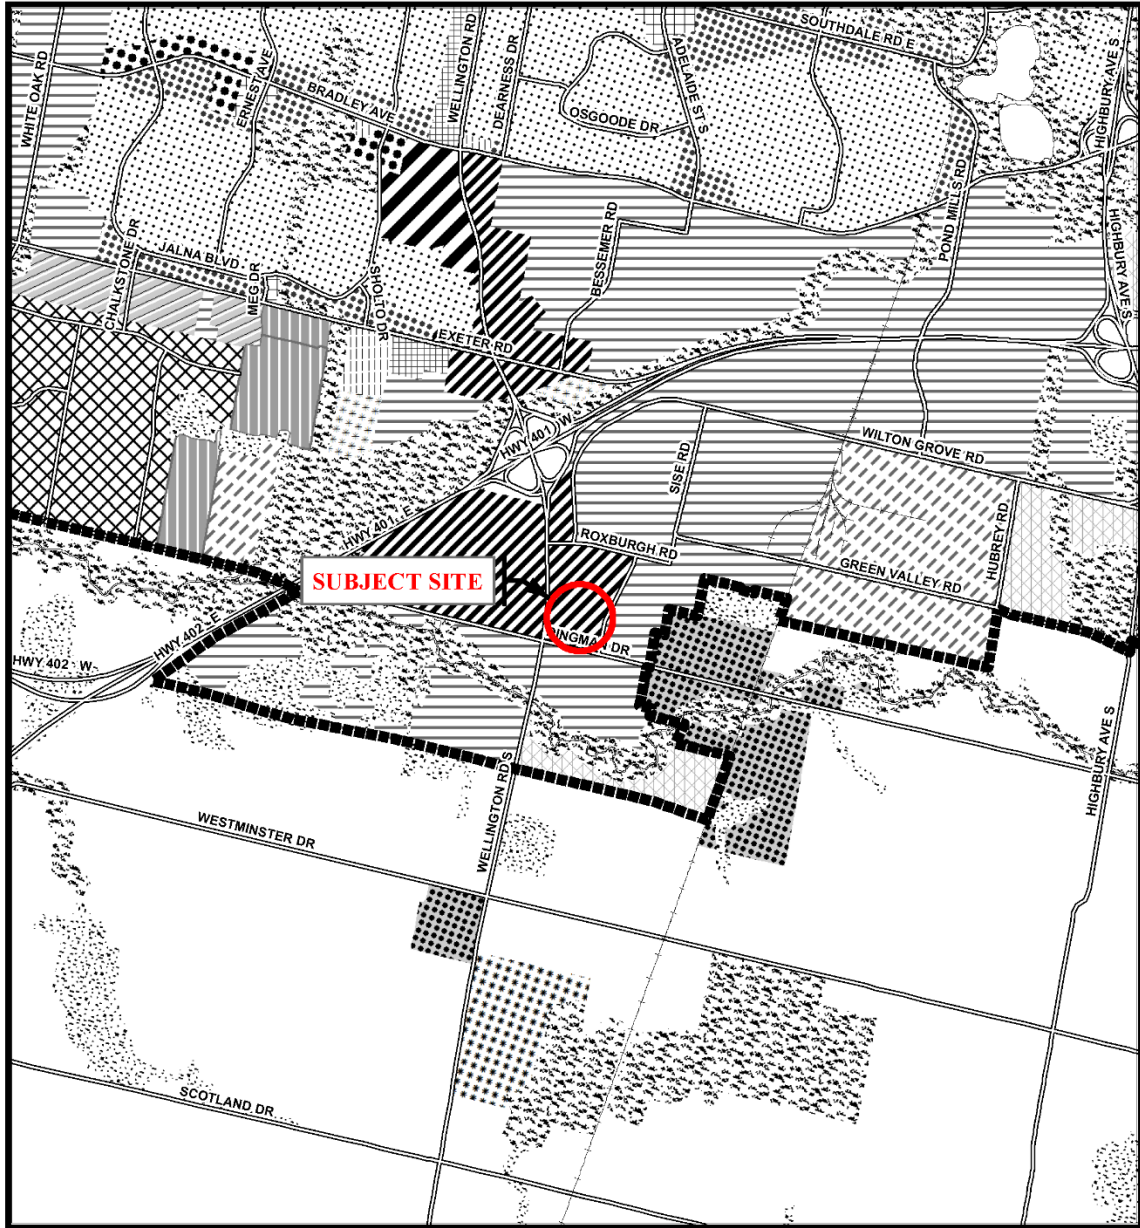 SOUTHDALE RD E
WHITE OAK RD
ERNEST AVE
WELLINGTON RD
DEARNESS DR
ADELAIDE ST S
HIGHBURY AVE S
BRADLEY AVE
OSGOODE DR
POND MILLS RD
BESSEMER RD
HIGHBURY AVE S
CHALKSTONE DR
JALNA BLVD
MEG DR
SHOLTO DR
EXETER RD
HWY 401 W
WILTON GROVE RD
SISE RD
HWY 401 E
ROXBURGH RD
HUBREY RD
GREEN VALLEY RD
SUBJECT SITE
HWY 402 E
HWY 402 W
DR
HIGHBURY AVE S
WELLINGTON RD S
WESTMINSTER DR
SCOTLAND DR